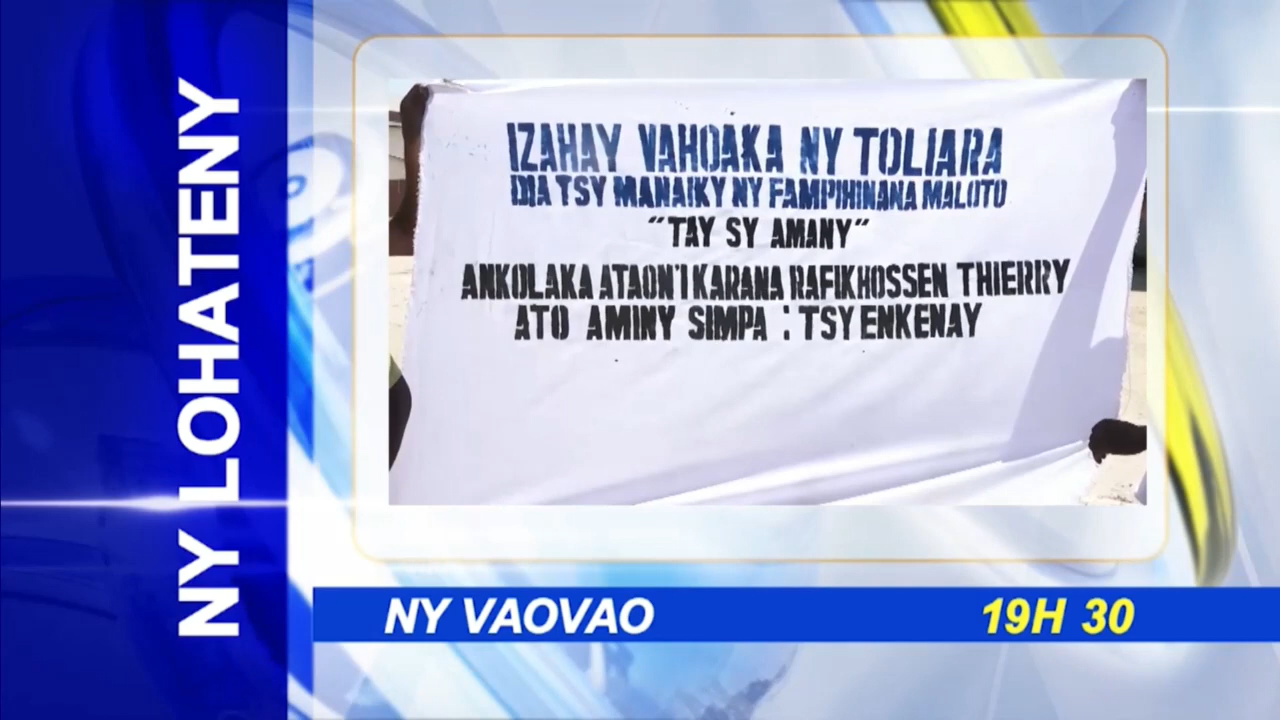 NY LOHATENY
IZAHAY VAHOAKA NY TOLIARA
DIA TSY MANAIKY NY FAMPIHINANA MALOTO
"TAY SY AMANY"
ANKOLAKA ATAON'I KARANA RAFIKHOSSEN THIERRY
ATO AMINY SIMPA : TSY ENKENAY
NY VAOVAO
19H 30